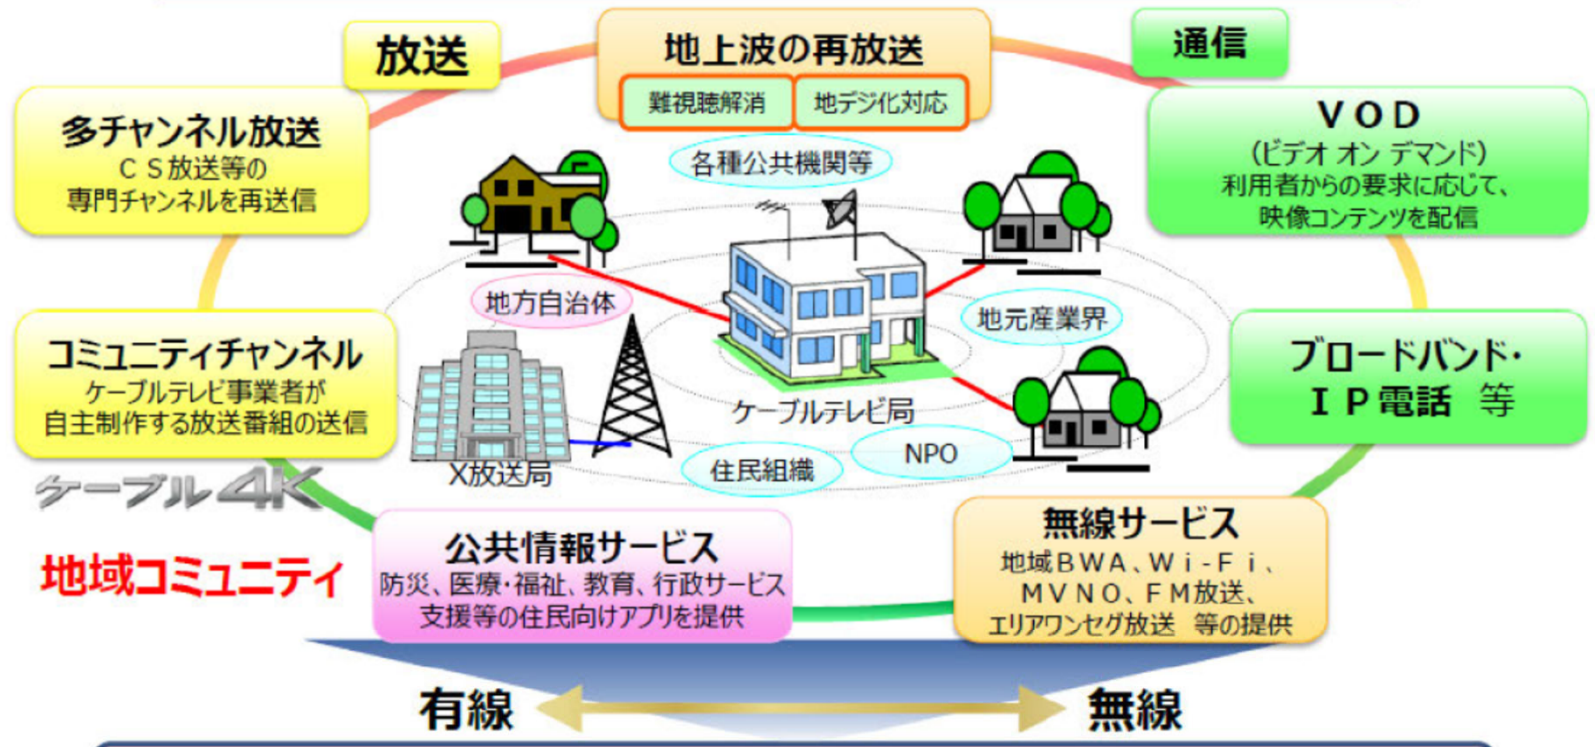 放送
地上波の再放送
通信
難視聴解消
地デジ化対応
多チャンネル放送
CS放送等の
専門チャンネルを再送信
各種公共機関等
VOD
(ビデオ オン デマンド)
利用者からの要求に応じて、
映像コンテンツを配信
地方自治体
地元産業界
コミュニティチャンネル
ケーブルテレビ事業者が
自主制作する放送番組の送信
ブロードバンド・
IP電話 等
ケーブルテレビ局
X放送局
住民組織
NPO
ケーブル4K
地域コミュニティ
公共情報サービス
防災、医療・福祉、教育、行政サービス
支援等の住民向けアプリを提供
無線サービス
地域BWA、Wi-Fi、
MVNO、FM放送、
エリアワンセグ放送 等の提供
有線
無線